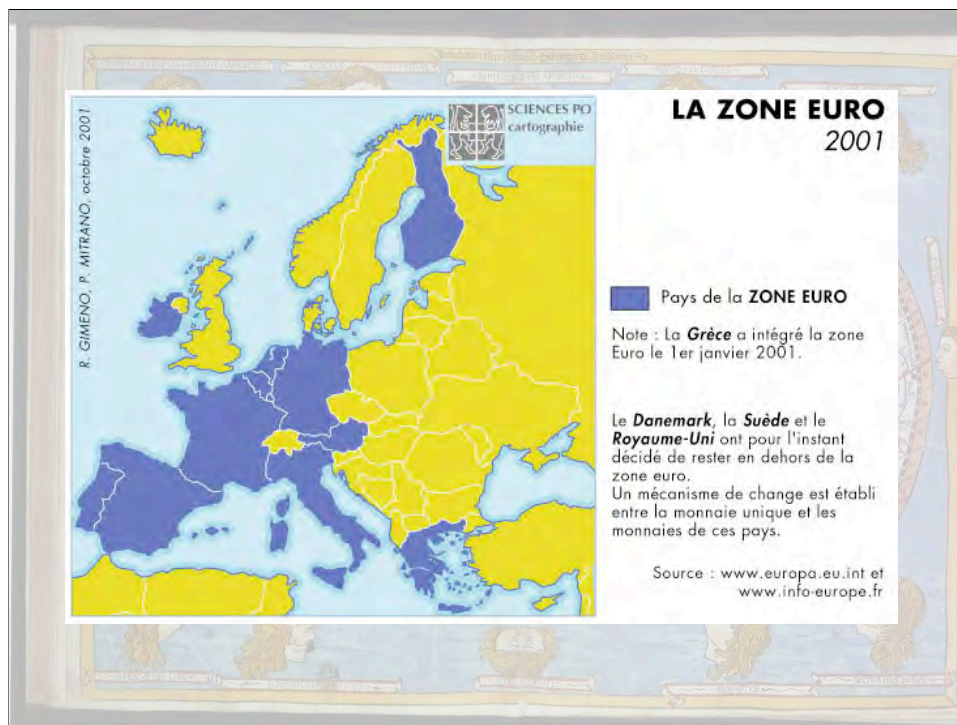 LA ZONE EURO
2001
SCIENCES PO
cartographie
R. GIMENO, P. MITRANO, octobre 2001
Pays de la ZONE EURO
Note : La Grèce a intégré la zone
Euro le 1er janvier 2001.
Le Danemark, la Suède et le
Royaume-Uni ont pour l'instant
décidé de rester en dehors de la
zone euro.
Un mécanisme de change est établi
entre la monnaie unique et les
monnaies de ces pays.
Source : www.europa.eu.int et
www.info-europe.fr